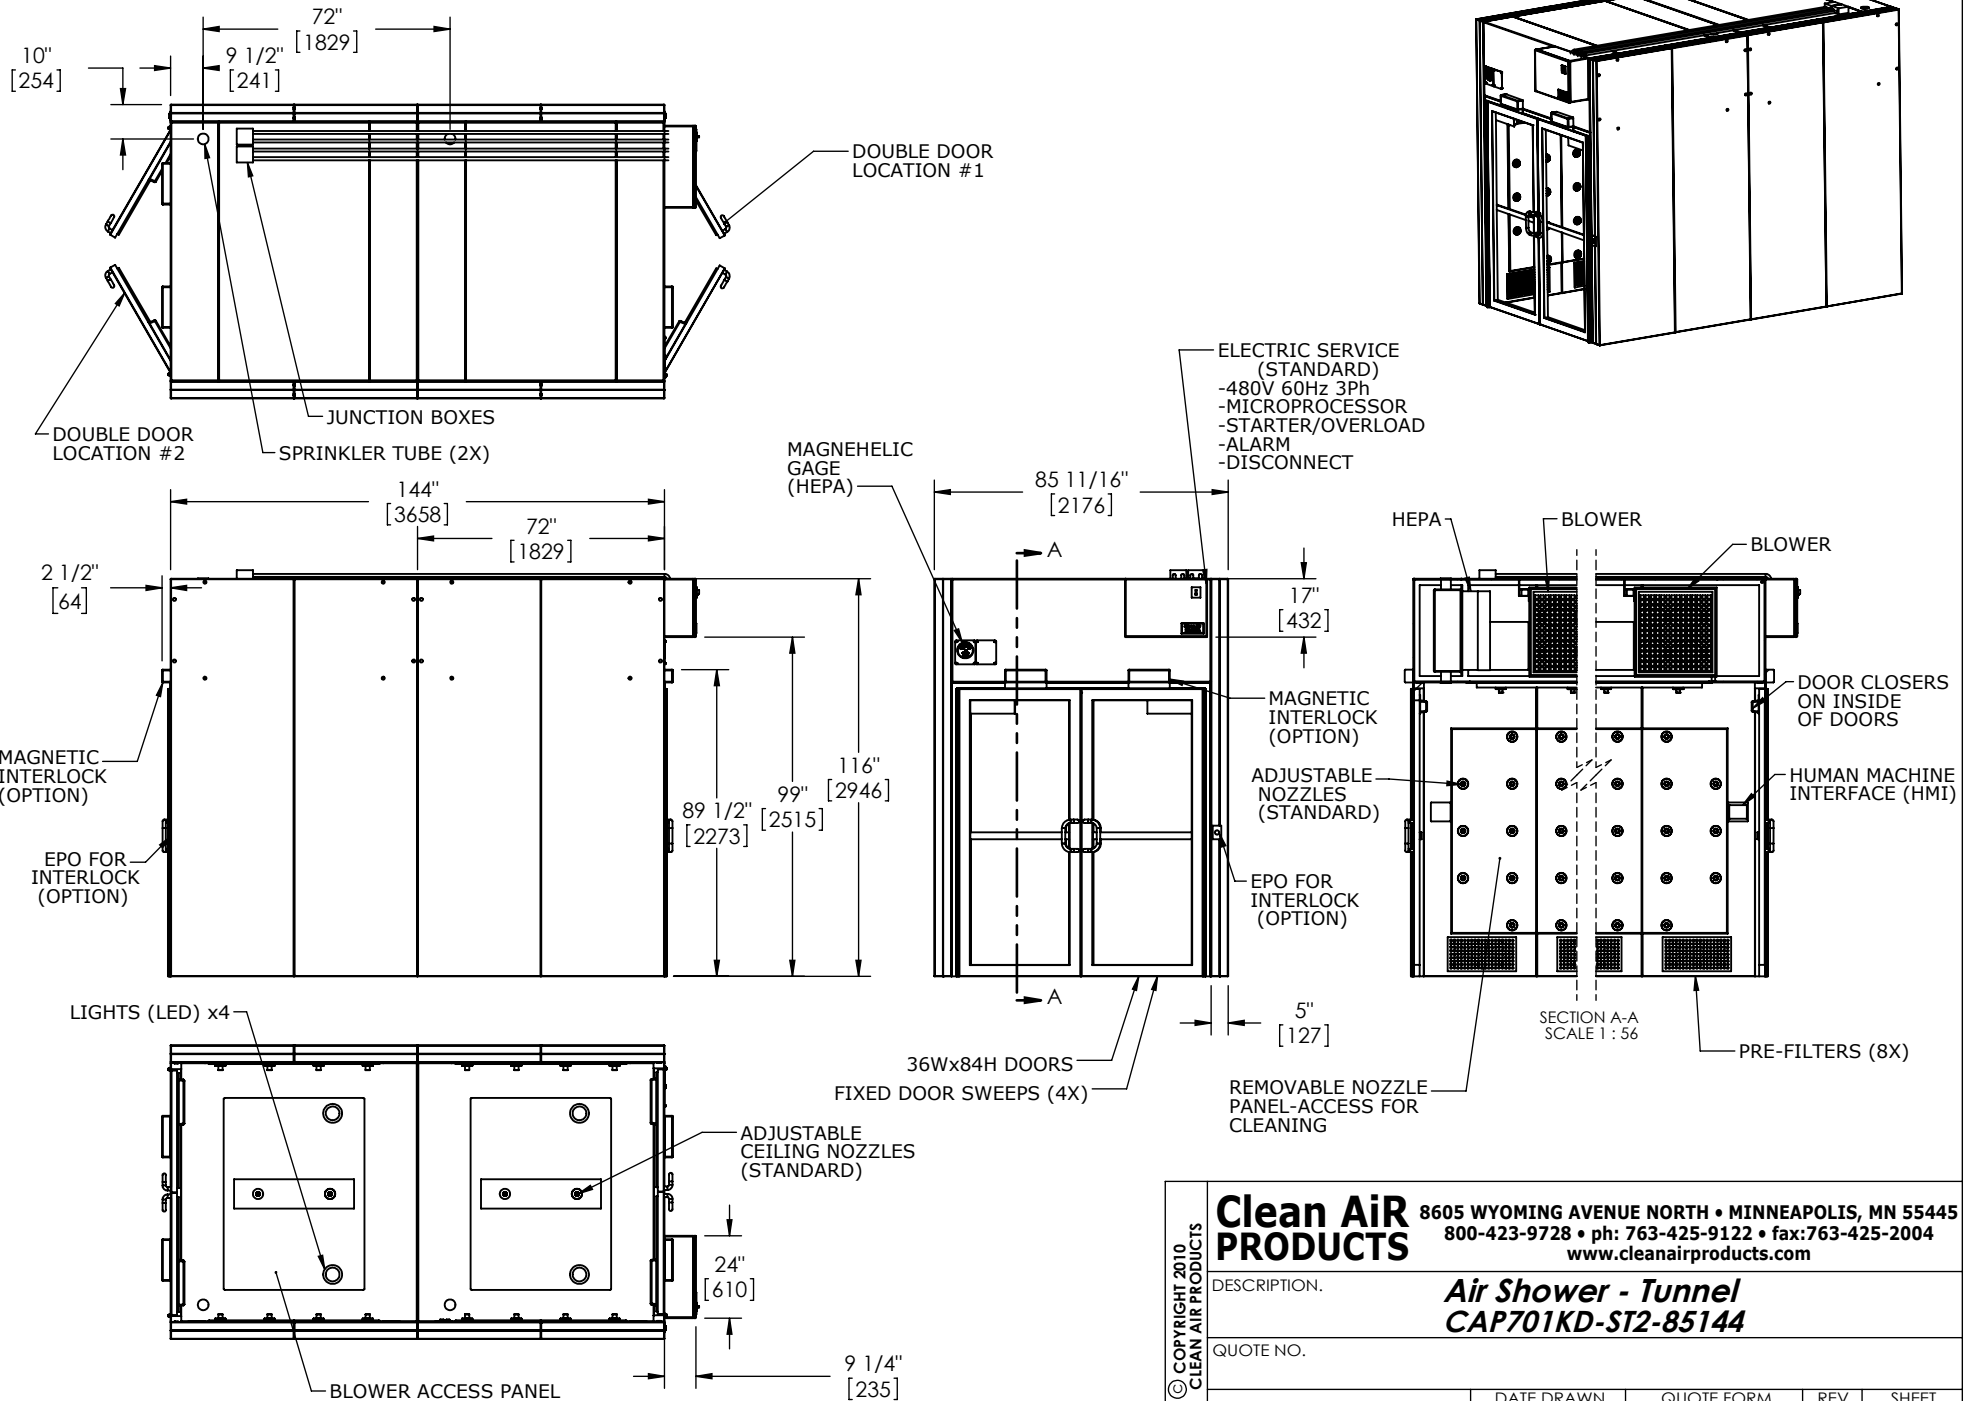 72"
[1829]
10"
[254]
9 1/2"
[241]
DOUBLE DOOR
LOCATION #1
JUNCTION BOXES
DOUBLE DOOR
LOCATION #2
SPRINKLER TUBE (2X)
ELECTRIC SERVICE
(STANDARD)
-480V 60Hz 3Ph
-MICROPROCESSOR
-STARTER/OVERLOAD
-ALARM
-DISCONNECT
144"
[3658]
72"
[1829]
2 1/2"
[64]
MAGNETIC
INTERLOCK
(OPTION)
EPO FOR
INTERLOCK
(OPTION)
89 1/2"
[2273]
99"
[2515]
116"
[2946]
MAGNEHELIC
GAGE
(HEPA)
85 11/16"
[2176]
A
17"
[432]
MAGNETIC
INTERLOCK
(OPTION)
EPO FOR
INTERLOCK
(OPTION)
A
5"
[127]
36Wx84H DOORS
FIXED DOOR SWEEPS (4X)
HEPA
BLOWER
BLOWER
DOOR CLOSERS
ON INSIDE
OF DOORS
ADJUSTABLE
NOZZLES
(STANDARD)
HUMAN MACHINE
INTERFACE (HMI)
SECTION A-A
SCALE 1 : 56
PRE-FILTERS (8X)
REMOVABLE NOZZLE
PANEL-ACCESS FOR
CLEANING
LIGHTS (LED) x4
ADJUSTABLE
CEILING NOZZLES
(STANDARD)
24"
[610]
9 1/4"
[235]
BLOWER ACCESS PANEL
© COPYRIGHT 2010
CLEAN AIR PRODUCTS
Clean AiR
PRODUCTS
8605 WYOMING AVENUE NORTH • MINNEAPOLIS, MN 55445
800-423-9728 • ph: 763-425-9122 • fax:763-425-2004
www.cleanairproducts.com
DESCRIPTION.
Air Shower - Tunnel
CAP701KD-ST2-85144
QUOTE NO.
DATE DRAWN
QUOTE FORM
REV
SHEET